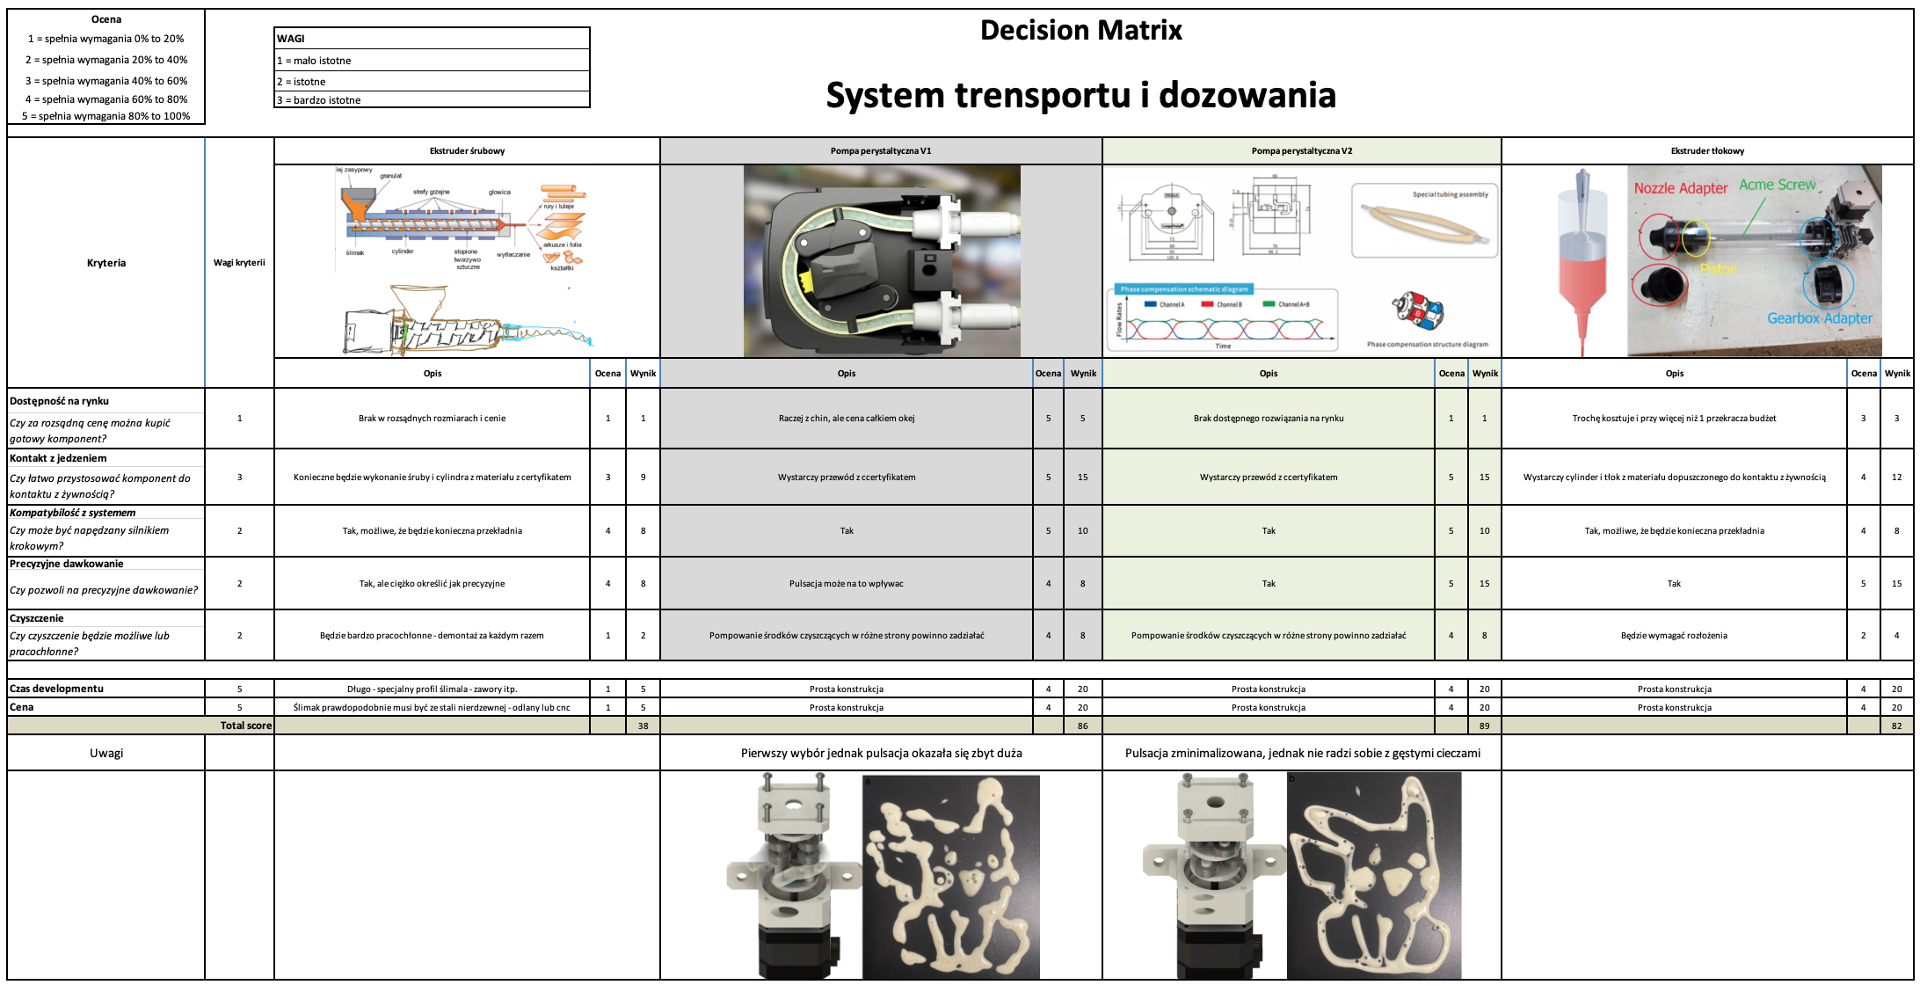 Ocena
1 = spełnia wymagania 0% to 20%
2 = spełnia wymagania 20% to 40%
3 = spełnia wymagania 40% to 60%
4 = spełnia wymagania 60% to 80%
5 = spełnia wymagania 80% to 100%
WAGI
1 = mało istotne
2 = istotne
3 = bardzo istotne
Decision Matrix
System trensportu i dozowania
Kryteria
Wagi kryterii
Ekstruder śrubowy
Pompa perystaltyczna V1
Pompa perystaltyczna V2
Ekstruder tłokowy
lej zasypowy
granulat
strefy grzejne
głowica
rury i tuleje
arkusze i folia
kształtki
ślimak
cylinder
stopione
tworzywo
sztuczne
wytłaczanie
Special tubing assembly
Phase compensation schematic diagram
Channel A
Channel B
Channel A+B
Flow Rates
Time
A
B
Phase compensation structure diagram
Nozzle Adapter
Acme Screw
Piston
Gearbox Adapter
Opis Ocena Wynik Opis Ocena Wynik Opis Ocena Wynik Opis Ocena Wynik
Dostępność na rynku
Czy za rozsądną cenę można kupić
gotowy komponent?
1 Brak w rozsądnych rozmiarach i cenie 1 1 Raczej z chin, ale cena całkiem okej 5 5 Brak dostępnego rozwiązania na rynku 1 1 Trochę kosztuje i przy więcej niż 1 przekracza budżet 3 3
Kontakt z jedzeniem
Czy łatwo przystosować komponent do
kontaktu z żywnością?
3 Konieczne będzie wykonanie śruby i cylindra z materiału z certyfikatem 3 9 Wystarczy przewód z ccertyfikatem 5 15 Wystarczy przewód z ccertyfikatem 5 15 Wystarczy cylinder i tłok z materiału dopuszczonego do kontaktu z żywnością 4 12
Kompatybilość z systemem
Czy może być napędzany silnikiem
krokowym?
2 Tak, możliwe, że będzie konieczna przekładnia 4 8 Tak 5 10 Tak 5 10 Tak, możliwe, że będzie konieczna przekładnia 4 8
Precyzyjne dawkowanie
Czy pozwoli na precyzyjne dawkowanie?
2 Tak, ale ciężko określić jak precyzyjne 4 8 Pulsacja może na to wpływac 4 8 Tak 5 15 Tak 5 15
Czyszczenie
Czy czyszczenie będzie możliwe lub
pracochłonne?
2 Będzie bardzo pracochłonne - demontaż za każdym razem 1 2 Pompowanie środków czyszczących w różne strony powinno zadziałać 4 8 Pompowanie środków czyszczących w różne strony powinno zadziałać 4 8 Będzie wymagać rozłożenia 2 4
Czas developmentu 5 Długo - specjalny profil ślimala - zawory itp. 1 5 Prosta konstrukcja 4 20 Prosta konstrukcja 4 20 Prosta konstrukcja 4 20
Cena 5 Ślimak prawdopodobnie musi być ze stali nierdzewnej - odlany lub cnc 1 5 Prosta konstrukcja 4 20 Prosta konstrukcja 4 20 Prosta konstrukcja 4 20
Total score 38 86 89 82
Uwagi
Pierwszy wybór jednak pulsacja okazała się zbyt duża
Pulsacja zminimalizowana, jednak nie radzi sobie z gęstymi cieczami
a
b